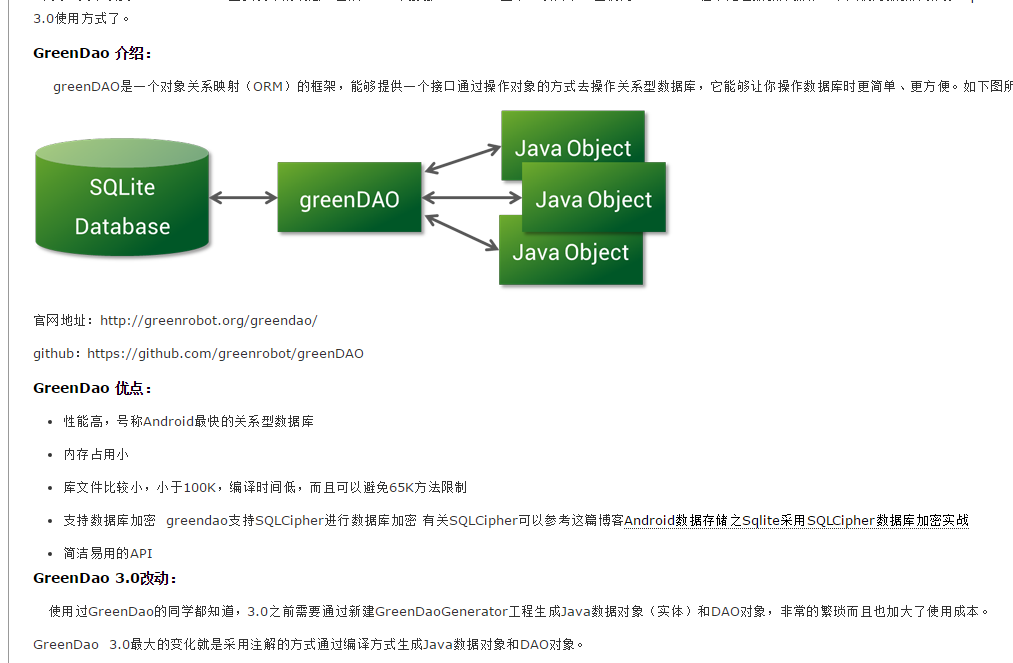 3.0使用方式了。
GreenDao 介绍：
greenDAO是一个对象关系映射（ORM）的框架，能够提供一个接口通过操作对象的方式去操作关系型数据库，它能够让你操作数据库时更简单、更方便。如下图所
SQLite
Database
greenDAO
Java Object
Java Object
Java Object
官网地址：http://greenrobot.org/greendao/
github：https://github.com/greenrobot/greenDAO
GreenDao 优点：
性能高，号称Android最快的关系型数据库
内存占用小
库文件比较小，小于100K，编译时间低，而且可以避免65K方法限制
支持数据库加密  greendao支持SQLCipher进行数据库加密 有关SQLCipher可以参考这篇博客Android数据存储之Sqlite采用SQLCipher数据库加密实战
简洁易用的API
GreenDao 3.0改动：
使用过GreenDao的同学都知道，3.0之前需要通过新建GreenDaoGenerator工程生成Java数据对象（实体）和DAO对象，非常的繁琐而且也加大了使用成本。
GreenDao  3.0最大的变化就是采用注解的方式通过编译方式生成Java数据对象和DAO对象。